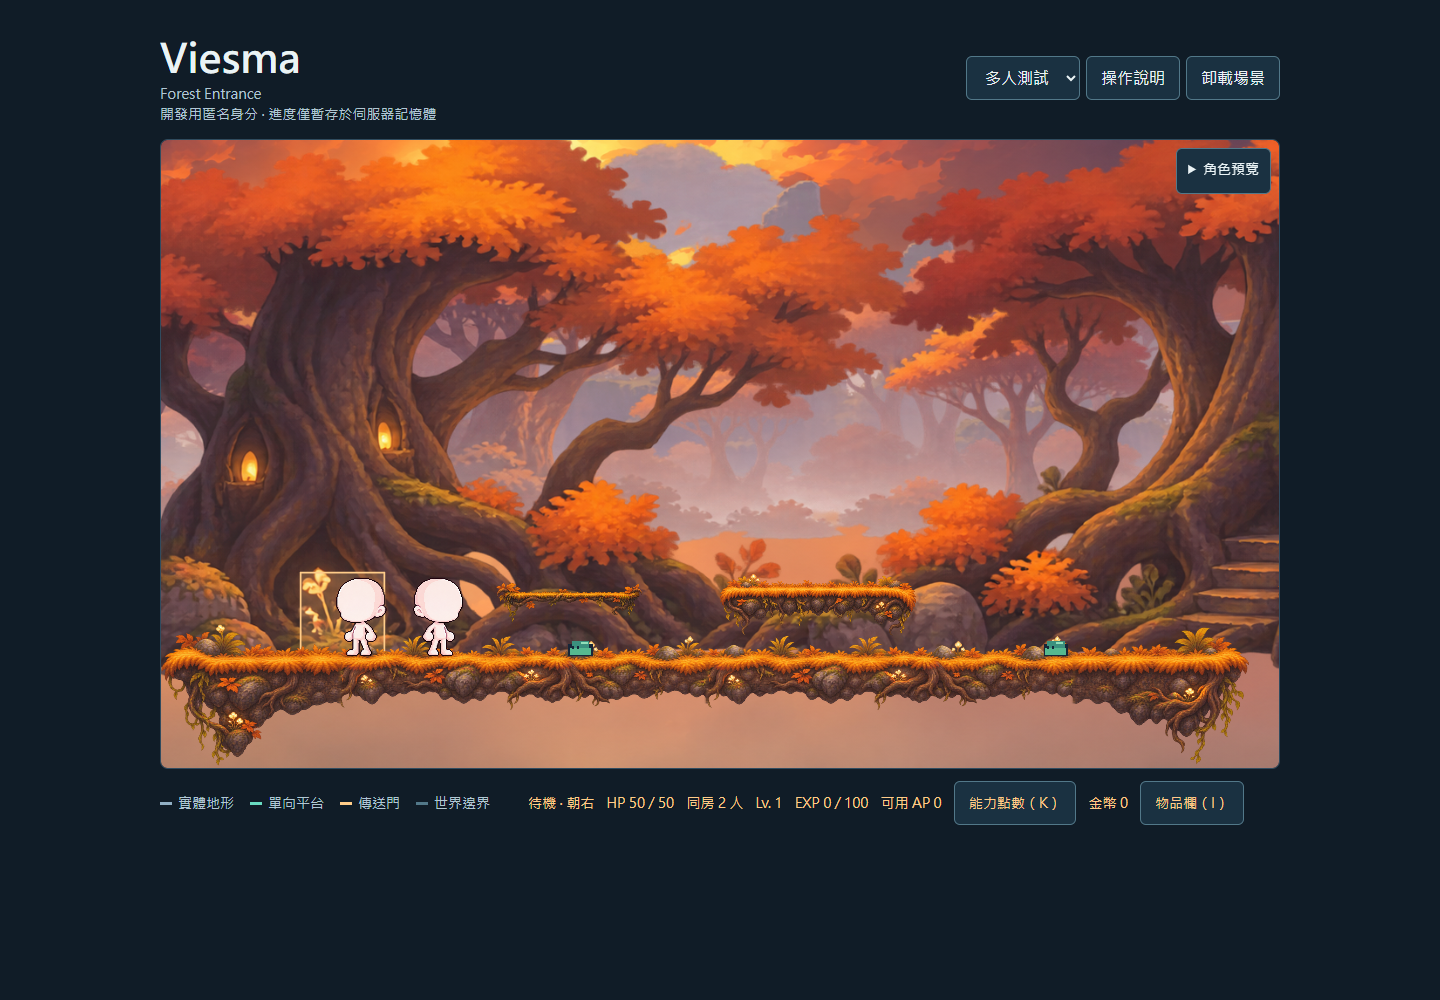 Viesma
Forest Entrance
開發用匿名身分 · 進度僅暫存於伺服器記憶體
多人測試
操作說明
卸載場景
▶ 角色預覽
實體地形
單向平台
傳送門
世界邊界
待機 · 朝右 HP 50 / 50 同房 2 人 Lv. 1 EXP 0 / 100 可用 AP 0
能力點數 ( K )
金幣 0
物品欄 ( I )